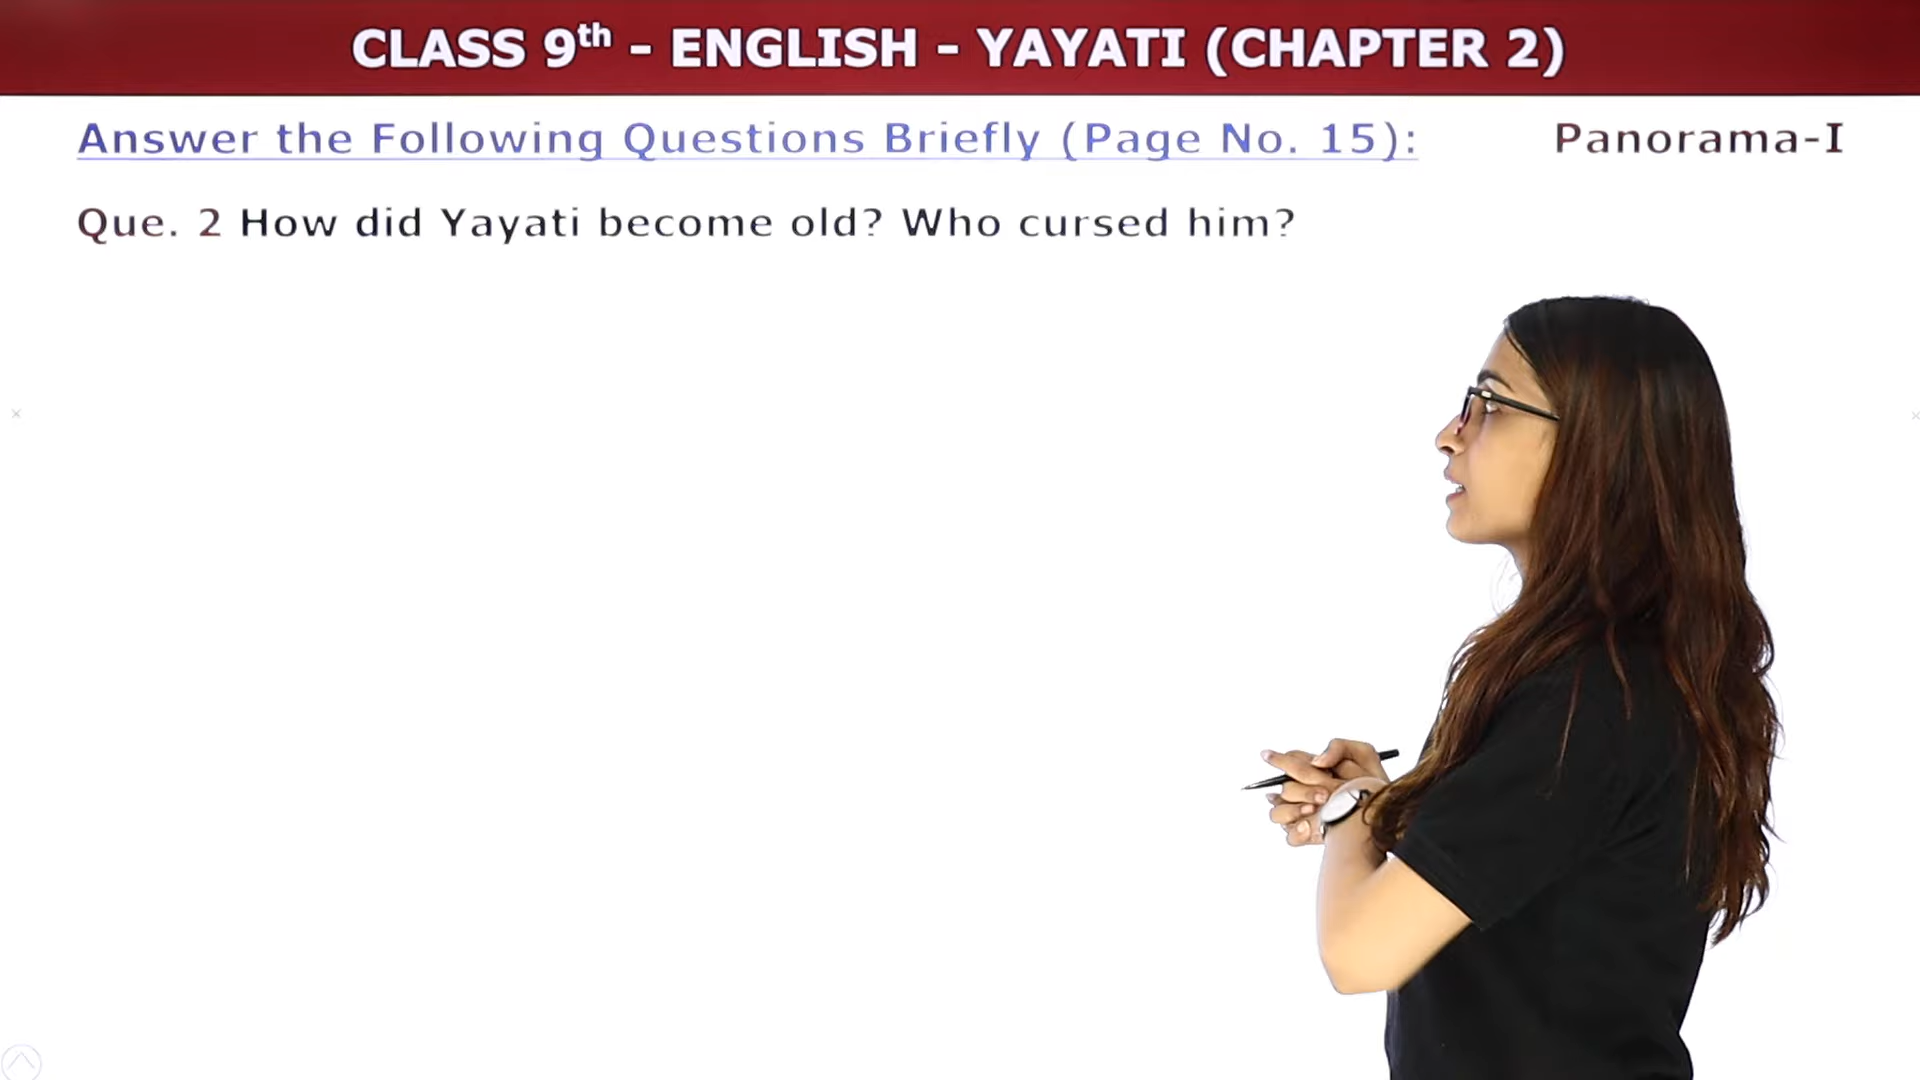 CLASS 9th - ENGLISH - YAYATI (CHAPTER 2)
Answer the Following Questions Briefly (Page No. 15): Panorama-I
Que. 2 How did Yayati become old? Who cursed him?